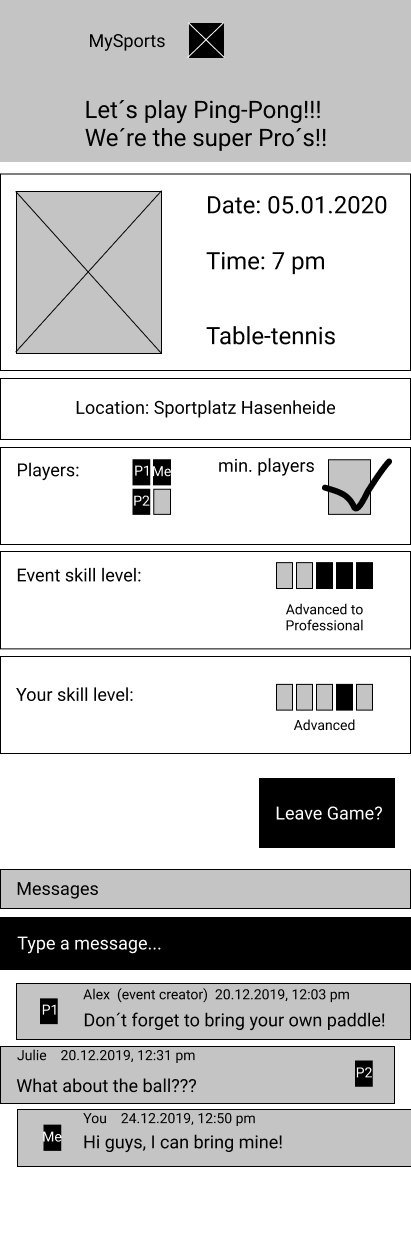 MySports
Let´s play Ping-Pong!!!
We´re the super Pro´s!!
Date: 05.01.2020
Time: 7 pm
Table-tennis
Location: Sportplatz Hasenheide
Players:
P1 Me
P2
min. players
Event skill level:
Advanced to
Professional
Your skill level:
Advanced
Leave Game?
Messages
Type a message...
P1
Alex (event creator) 20.12.2019, 12:03 pm
Don´t forget to bring your own paddle!
Julie 20.12.2019, 12:31 pm
What about the ball???
P2
Me
You 24.12.2019, 12:50 pm
Hi guys, I can bring mine!